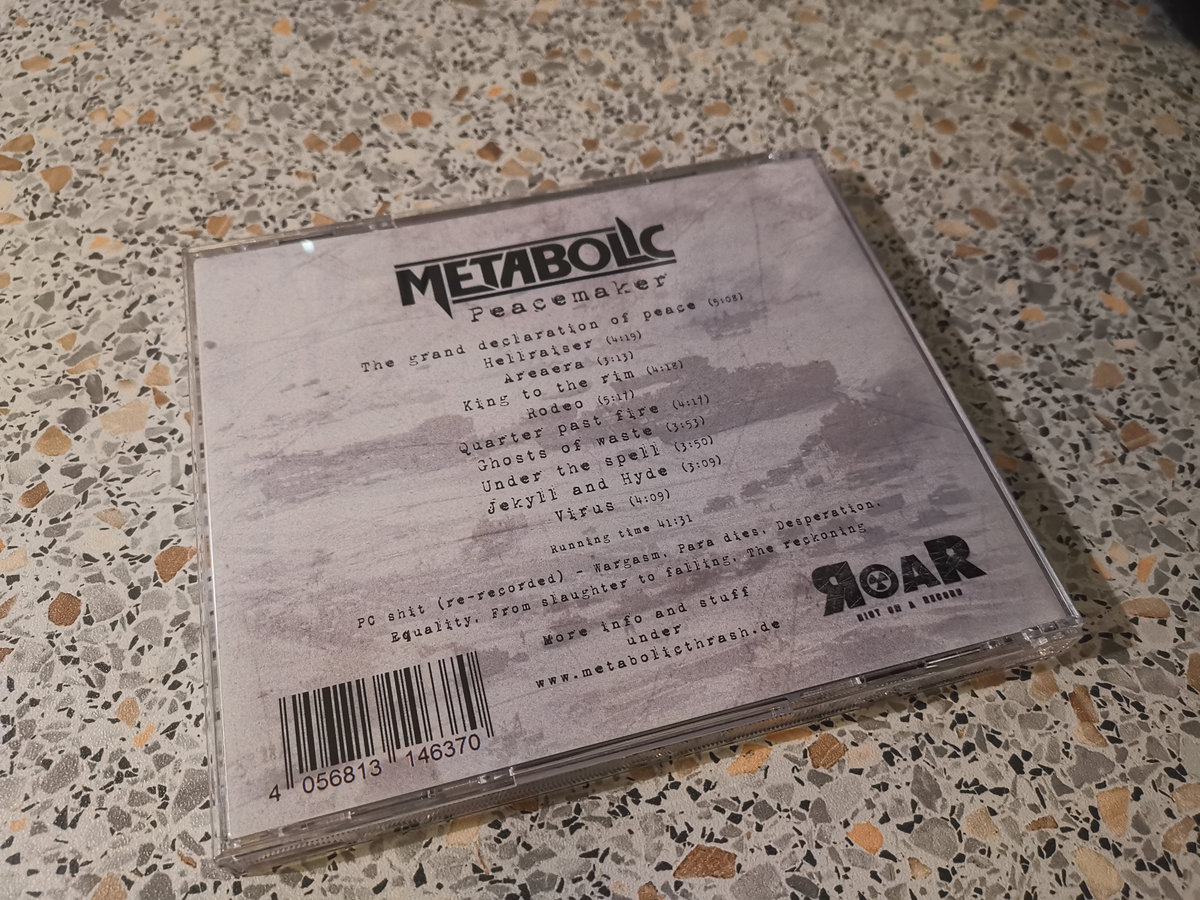 METABOLIC
Peacemaker
The grand declaration of peace (5:08)
Hellraiser (4:19)
Areaera (3:13)
King to the rim (4:18)
Rodeo (5:17)
Quarter past fire (4:17)
Ghosts of waste (3:53)
Under the spell (3:50)
Jekyll and Hyde (3:09)
Virus (4:09)
Running time 41:31
PC shit (re-recorded) - Wargasm, Para dies, Desperation,
Equality, From slaughter to falling, The reckoning
More info and stuff
under
www.metabolicthrash.de
ROAR
RIOT ON A RECORD
4 056813 146370